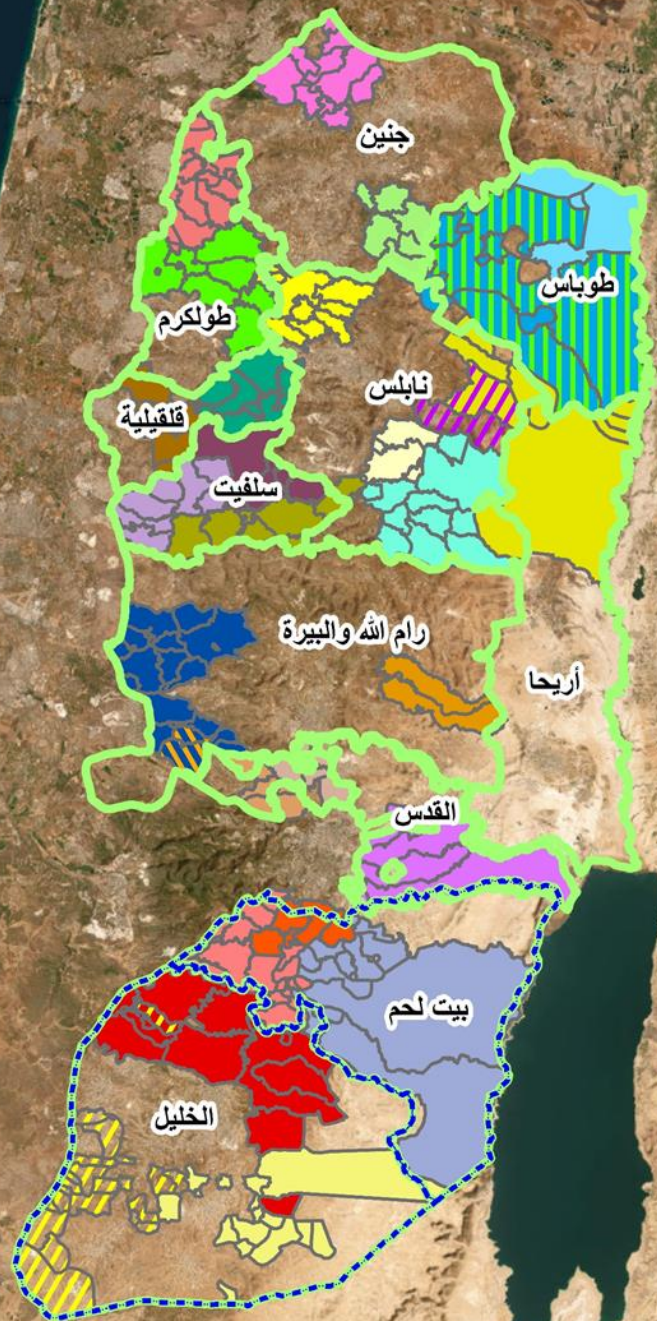 جنين
طوباس
طولكرم
نابلس
قلقيلية
سلفيت
رام الله والبيرة
أريحا
القدس
بيت لحم
الخليل